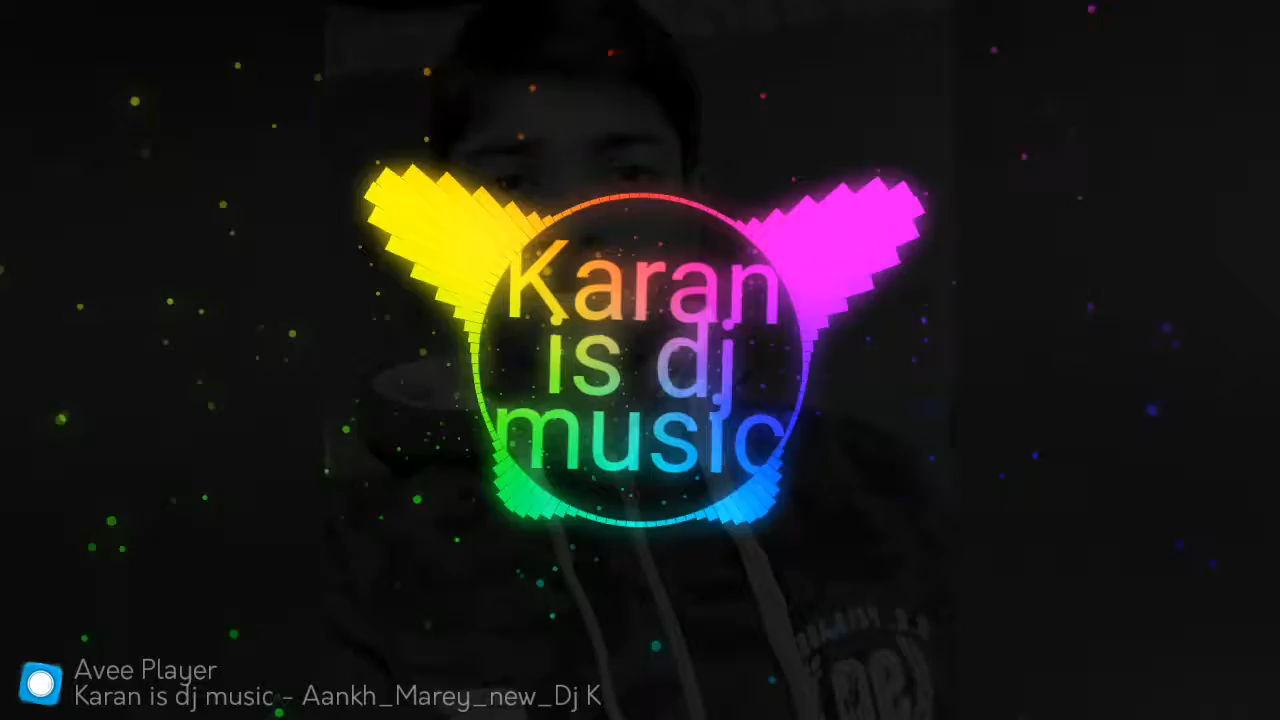 Karan
is dj
music
Avee Player
Karan is dj music - Aankh_Marey_new_Dj K